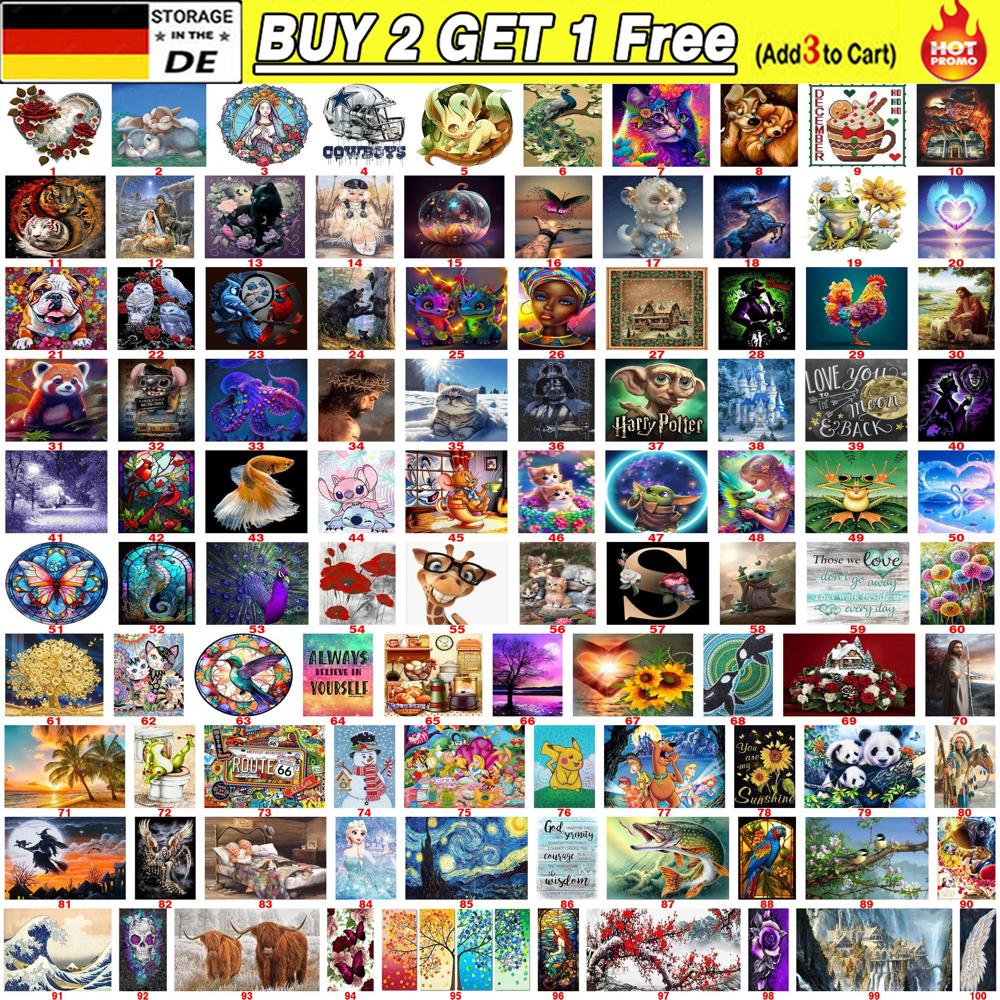 STORAGE
★ IN THE ★
DE
BUY 2 GET 1 Free
(Add 3 to Cart)
HOT
PROMO
COWBOYS
DECEMBER
HO
HO
HO
1 2 3 4 5 6 7 8 9 10
11 12 13 14 15 16 17 18 19 20
21 22 23 24 25 26 27 28 29 30
Harry Potter
LOVE YOU
TO
THE moon
& BACK
31 32 33 34 35 36 37 38 39 40
41 42 43 44 45 46 47 48 49 50
S
Those we love
don't go away
they walk beside us
every day
51 52 53 54 55 56 57 58 59 60
ALWAYS
BELIEVE IN
YOURSELF
61 62 63 64 65 66 67 68 69 70
ROUTE
66
You are
my
Sunshine
71 72 73 74 75 76 77 78 79 80
God
serenity
courage
wisdom
81 82 83 84 85 86 87 88 89 90
91 92 93 94 95 96 97 98 99 100